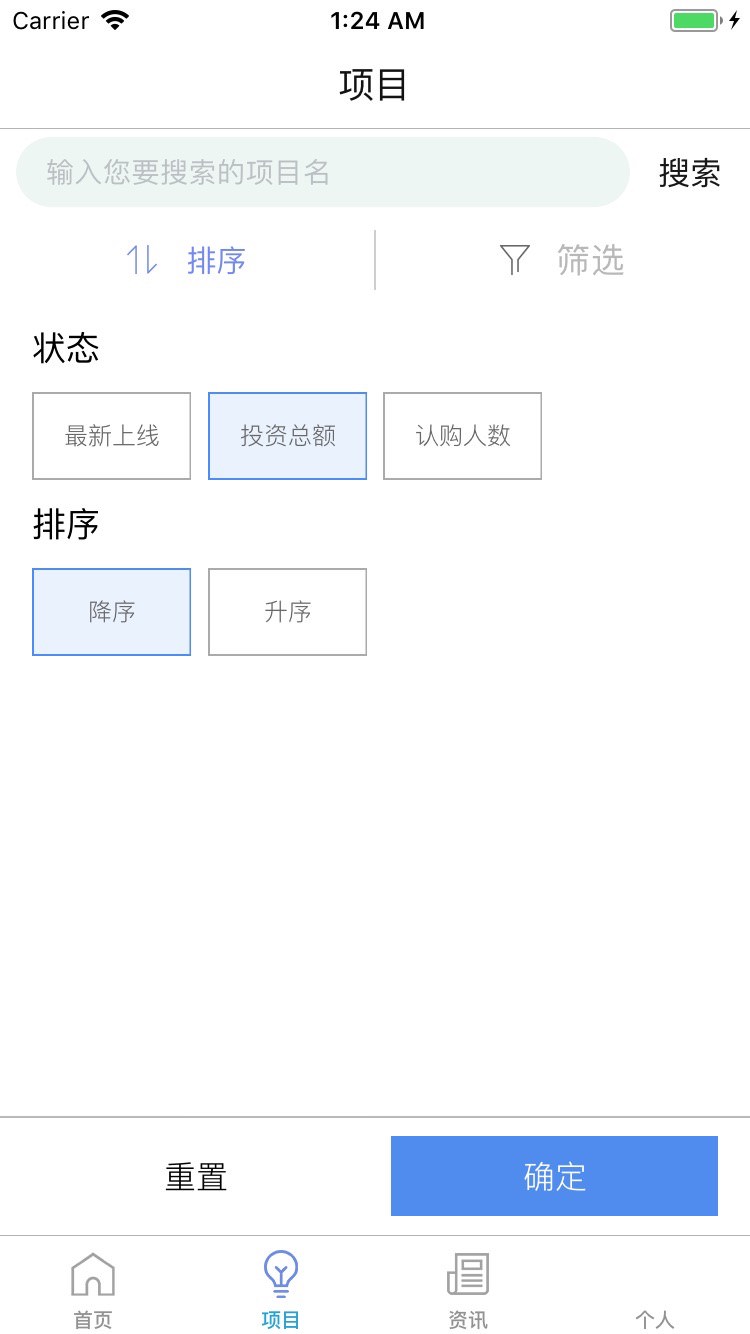 Carrier 1:24 AM
项目
输入您要搜索的项目名 搜索
排序 筛选
状态
最新上线 投资总额 认购人数
排序
降序 升序
重置 确定
首页 项目 资讯 个人